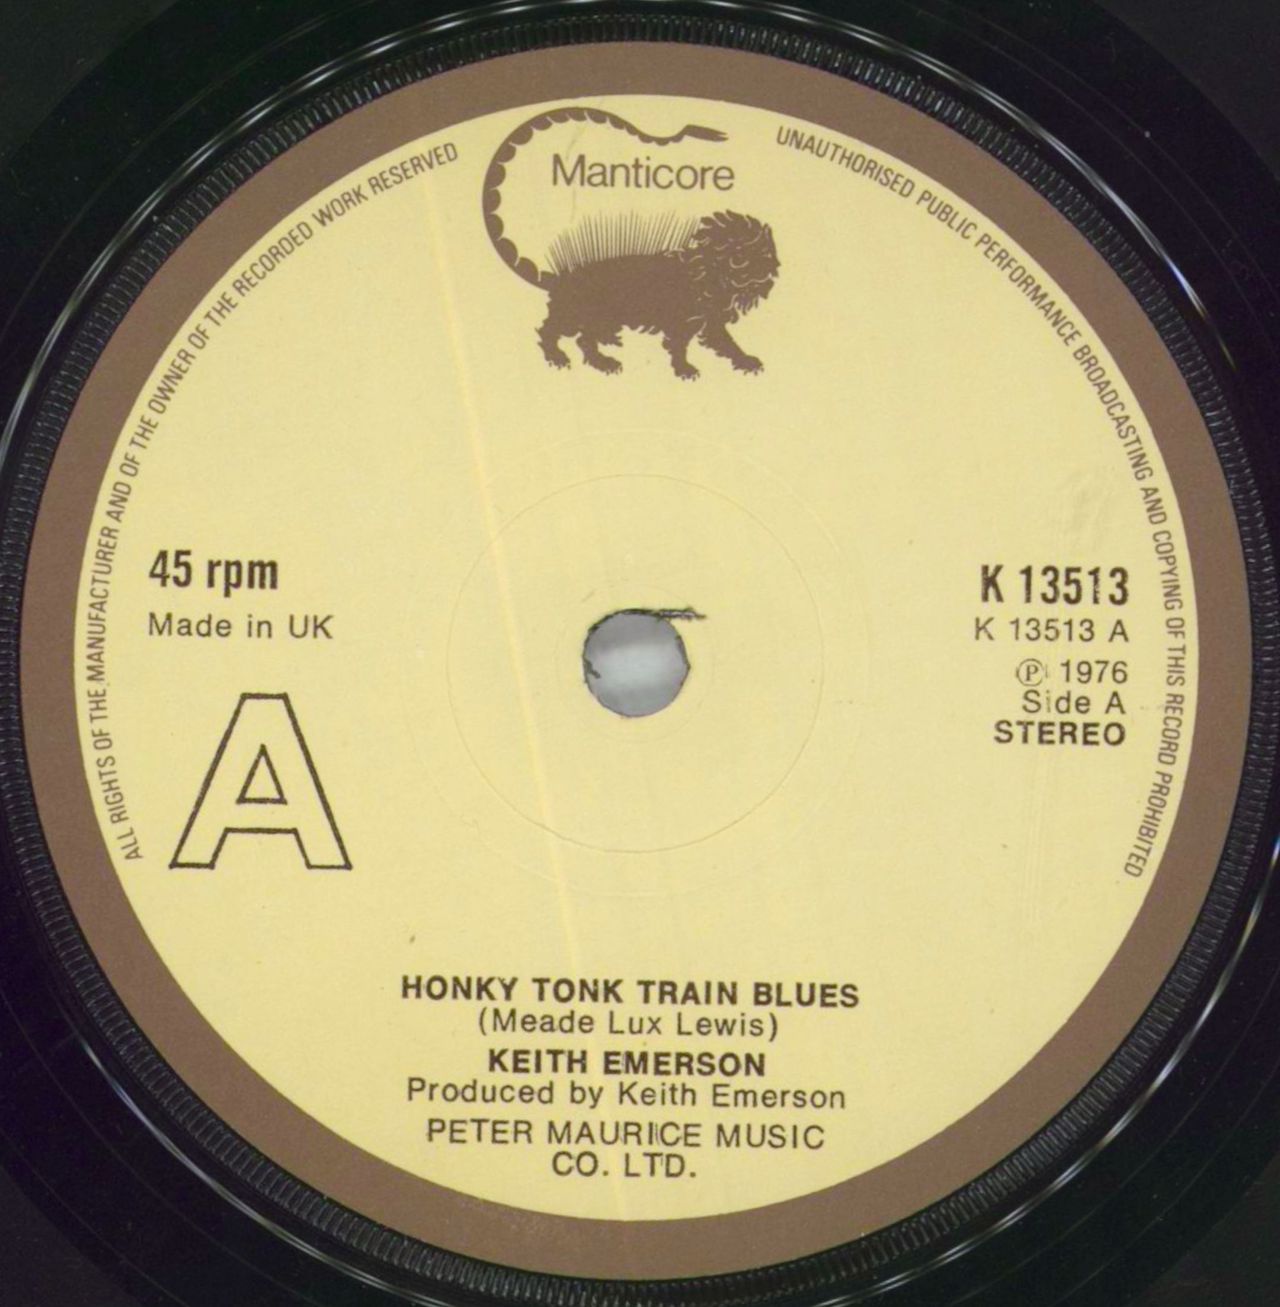 Manticore
ALL RIGHTS OF THE MANUFACTURER AND OF THE OWNER OF THE RECORDED WORK RESERVED
UNAUTHORISED PUBLIC PERFORMANCE BROADCASTING AND COPYING OF THIS RECORD PROHIBITED
45 rpm
Made in UK
A
K 13513
K 13513 A
Ⓟ 1976
Side A
STEREO
HONKY TONK TRAIN BLUES
(Meade Lux Lewis)
KEITH EMERSON
Produced by Keith Emerson
PETER MAURICE MUSIC
CO. LTD.